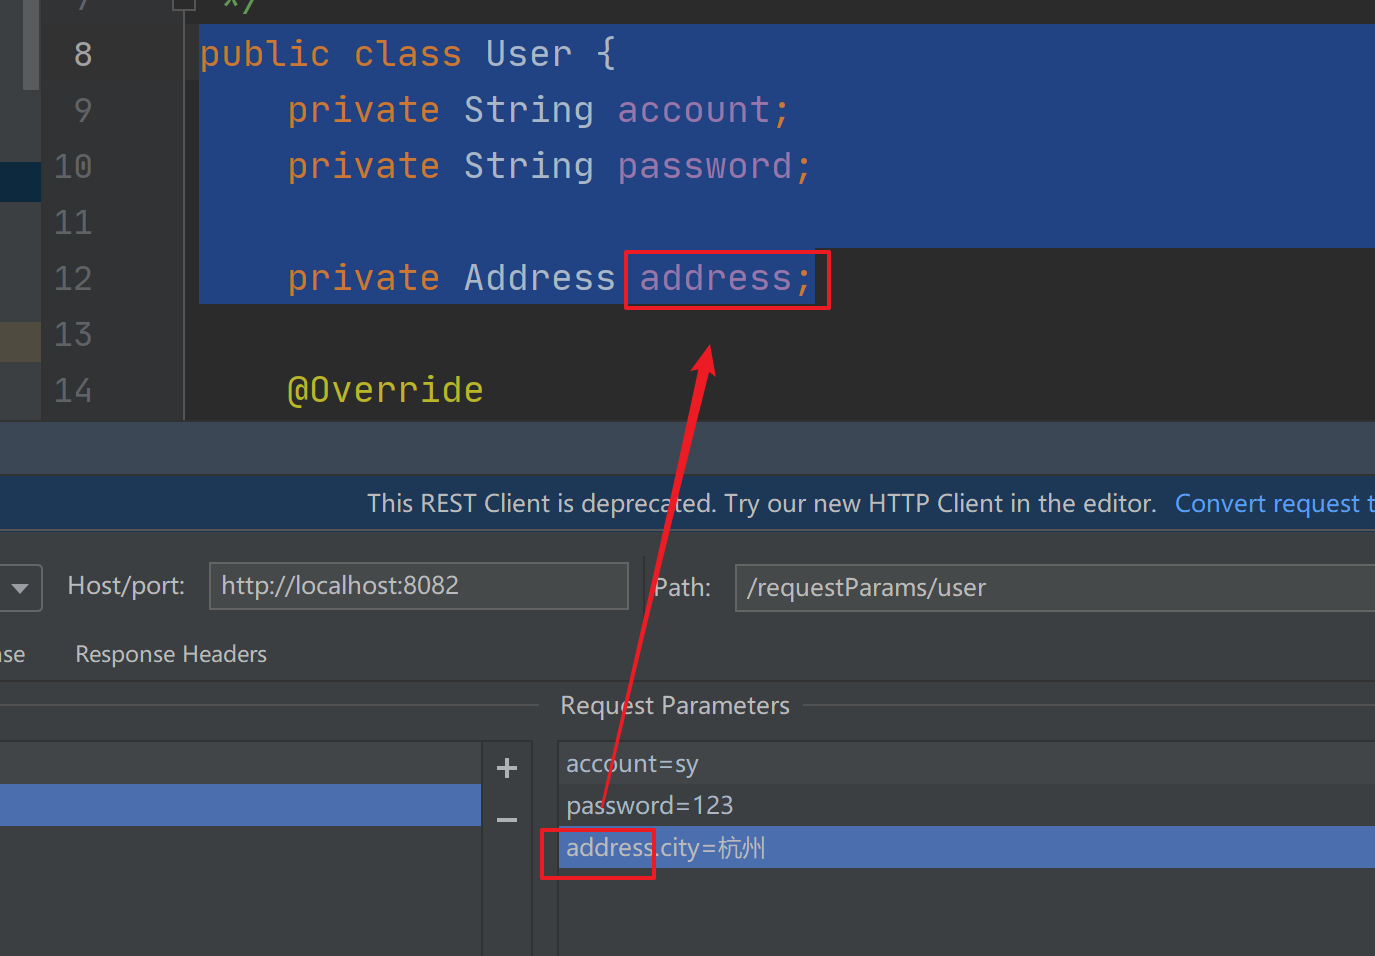 7 */
8 public class User {
9 private String account;
10 private String password;
11
12 private Address address;
13
14 @Override
This REST Client is deprecated. Try our new HTTP Client in the editor. Convert request t
Host/port: http://localhost:8082 Path: /requestParams/user
Response Headers
Request Parameters
+ account=sy
password=123
− address.city=杭州